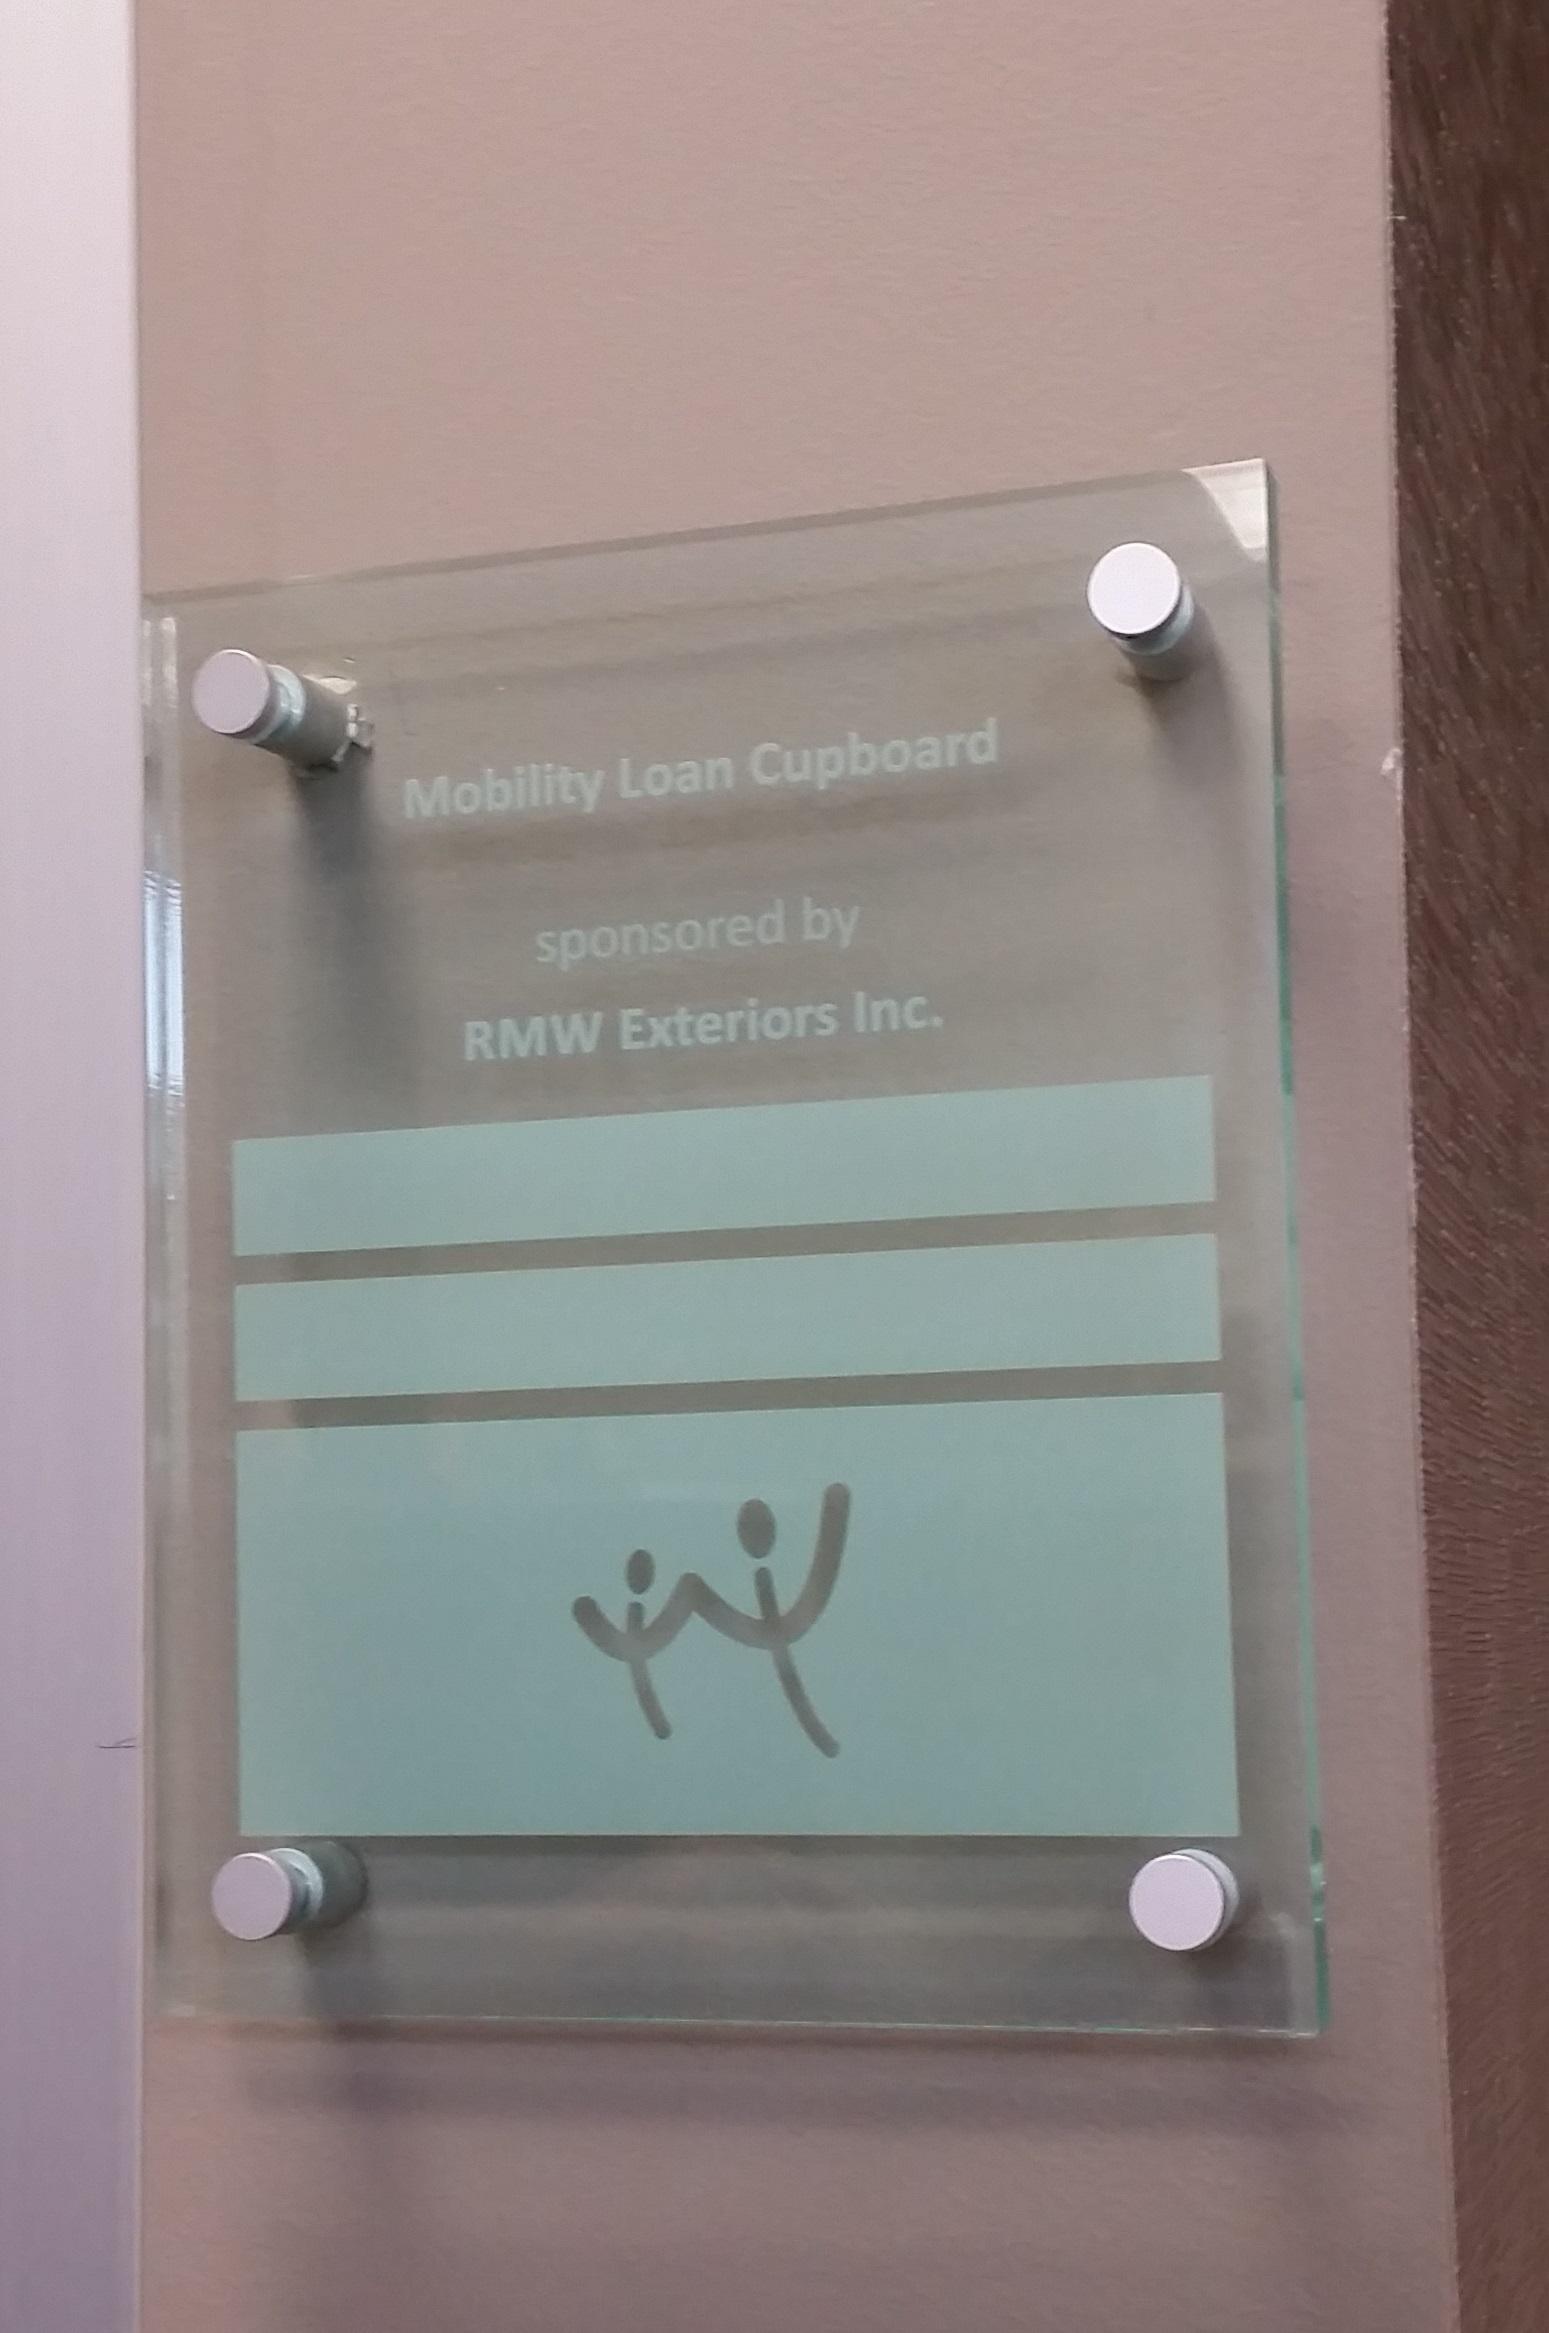 Mobility Loan Cupboard
sponsored by
RMW Exteriors Inc.